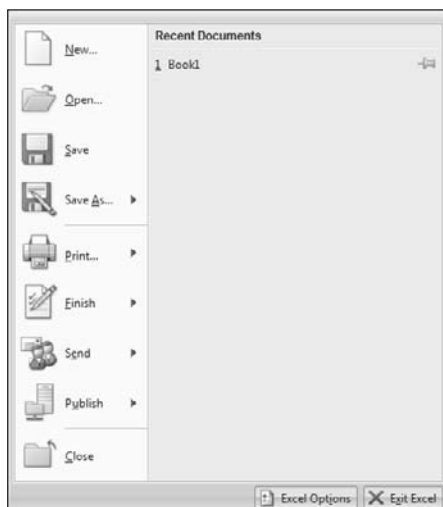 New...
Open...
Save
Save As...
Print...
Finish
Send
Publish
Close
Recent Documents
1 Book1
Excel Options
Exit Excel